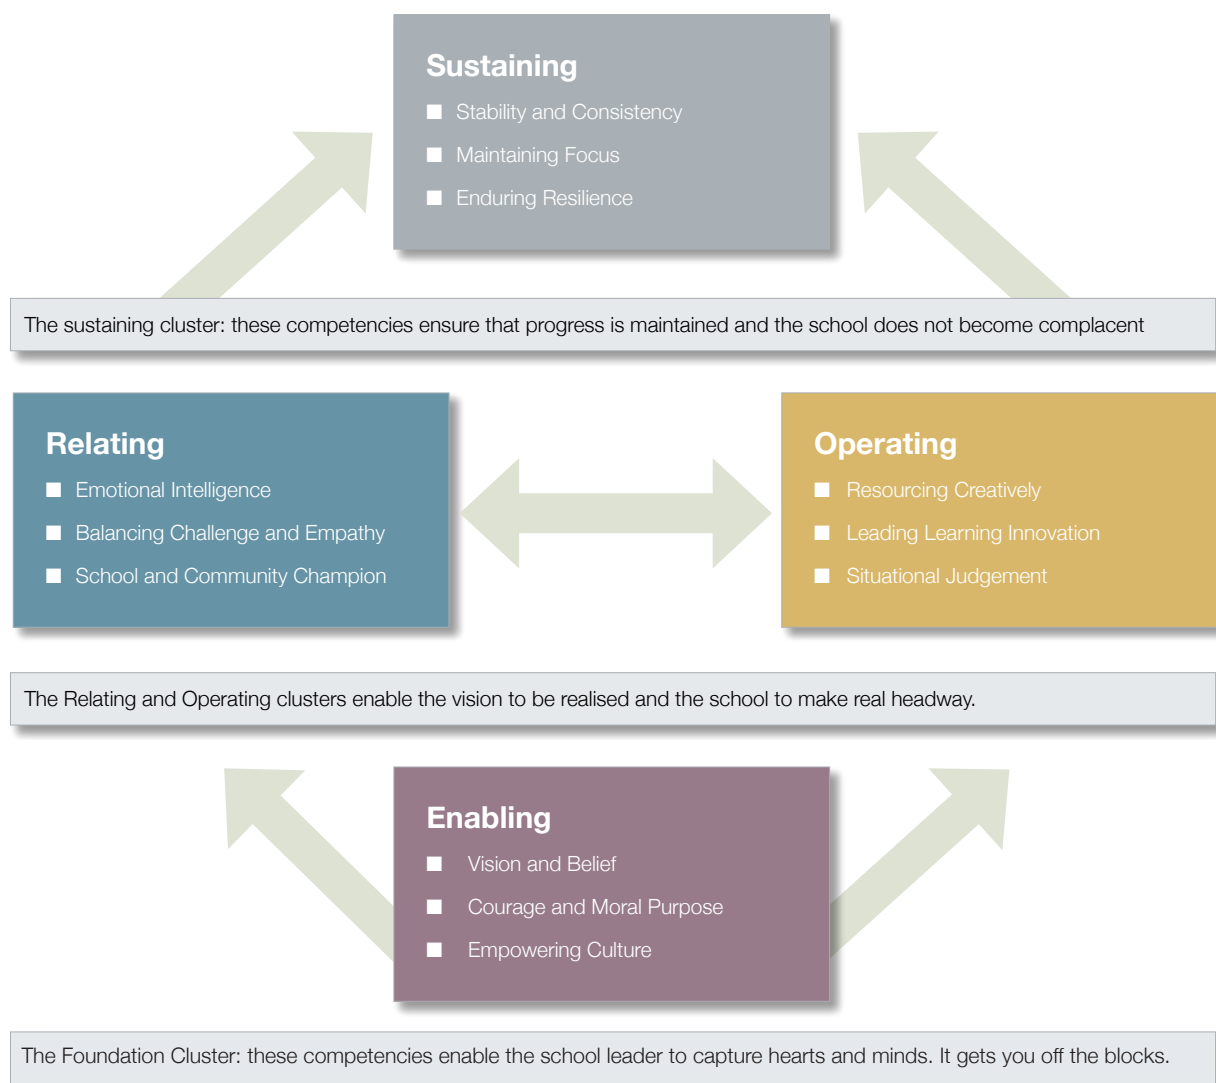 Sustaining
■ Stability and Consistency
■ Maintaining Focus
■ Enduring Resilience
The sustaining cluster: these competencies ensure that progress is maintained and the school does not become complacent
Relating
■ Emotional Intelligence
■ Balancing Challenge and Empathy
■ School and Community Champion
Operating
■ Resourcing Creatively
■ Leading Learning Innovation
■ Situational Judgement
The Relating and Operating clusters enable the vision to be realised and the school to make real headway.
Enabling
■ Vision and Belief
■ Courage and Moral Purpose
■ Empowering Culture
The Foundation Cluster: these competencies enable the school leader to capture hearts and minds. It gets you off the blocks.